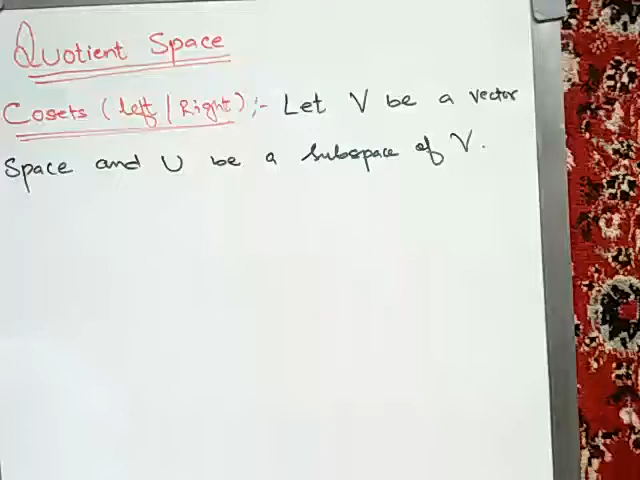 Quotient Space
Cosets (left / Right) :- Let V be a vector
Space and U be a subspace of V.